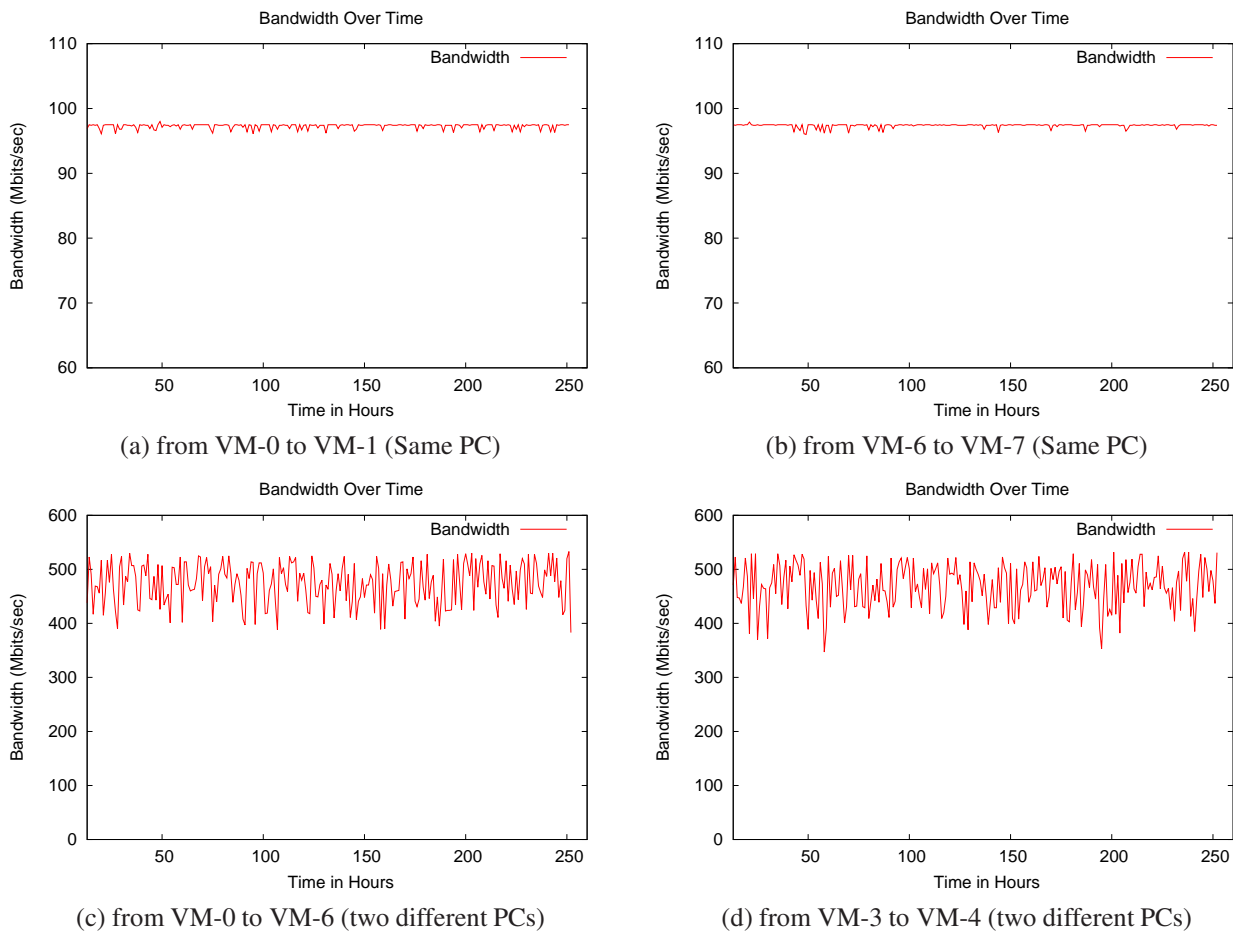 Bandwidth Over Time
110
100
90
80
70
60
Bandwidth (Mbits/sec)
Bandwidth
50 100 150 200 250
Time in Hours
(a) from VM-0 to VM-1 (Same PC)
Bandwidth Over Time
110
100
90
80
70
60
Bandwidth (Mbits/sec)
Bandwidth
50 100 150 200 250
Time in Hours
(b) from VM-6 to VM-7 (Same PC)
Bandwidth Over Time
600
500
400
300
200
100
0
Bandwidth (Mbits/sec)
Bandwidth
50 100 150 200 250
Time in Hours
(c) from VM-0 to VM-6 (two different PCs)
Bandwidth Over Time
600
500
400
300
200
100
0
Bandwidth (Mbits/sec)
Bandwidth
50 100 150 200 250
Time in Hours
(d) from VM-3 to VM-4 (two different PCs)